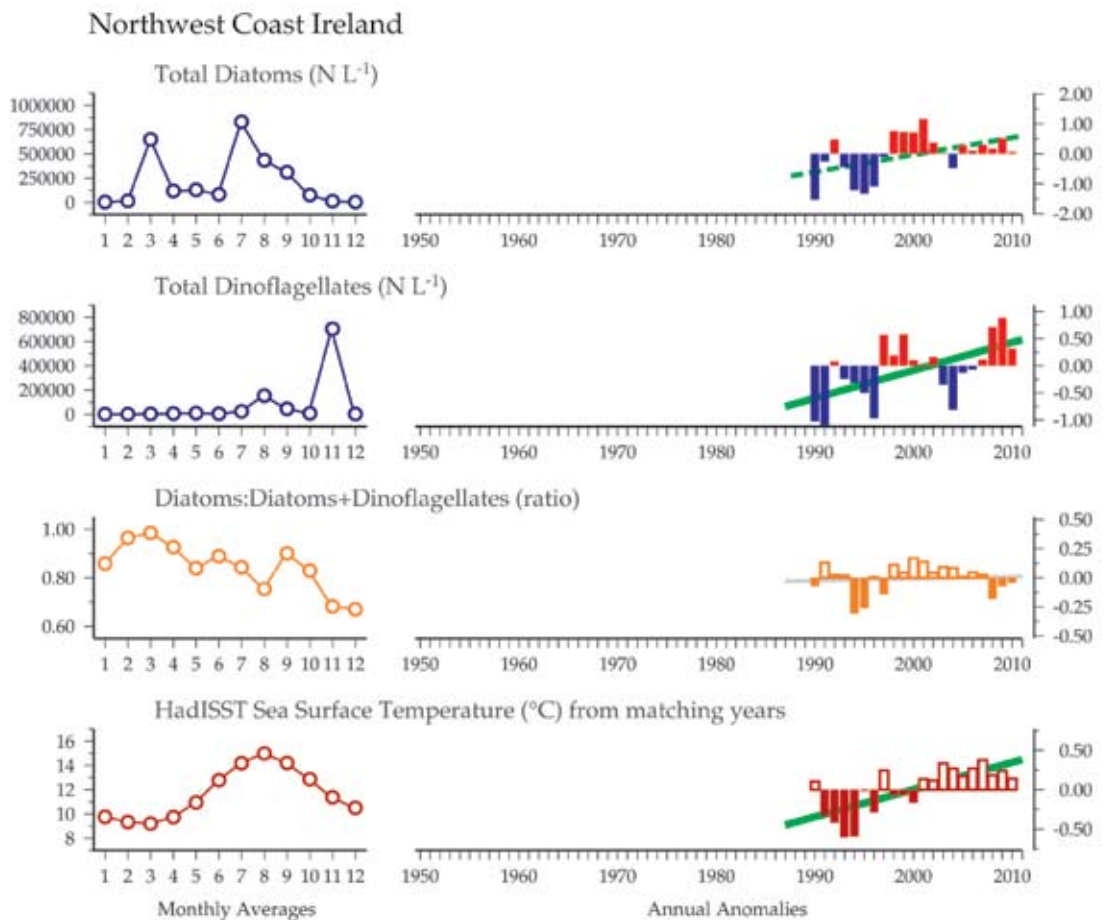 Northwest Coast Ireland
Total Diatoms (N L⁻¹)
1000000
750000
500000
250000
0
2.00
1.00
0.00
-1.00
-2.00
1 2 3 4 5 6 7 8 9 10 11 12
1950 1960 1970 1980 1990 2000 2010
Total Dinoflagellates (N L⁻¹)
800000
600000
400000
200000
0
1.00
0.50
0.00
-0.50
-1.00
1 2 3 4 5 6 7 8 9 10 11 12
1950 1960 1970 1980 1990 2000 2010
Diatoms:Diatoms+Dinoflagellates (ratio)
1.00
0.80
0.60
0.50
0.25
0.00
-0.25
-0.50
1 2 3 4 5 6 7 8 9 10 11 12
1950 1960 1970 1980 1990 2000 2010
HadISST Sea Surface Temperature (°C) from matching years
16
14
12
10
8
0.50
0.00
-0.50
1 2 3 4 5 6 7 8 9 10 11 12
1950 1960 1970 1980 1990 2000 2010
Monthly Averages
Annual Anomalies